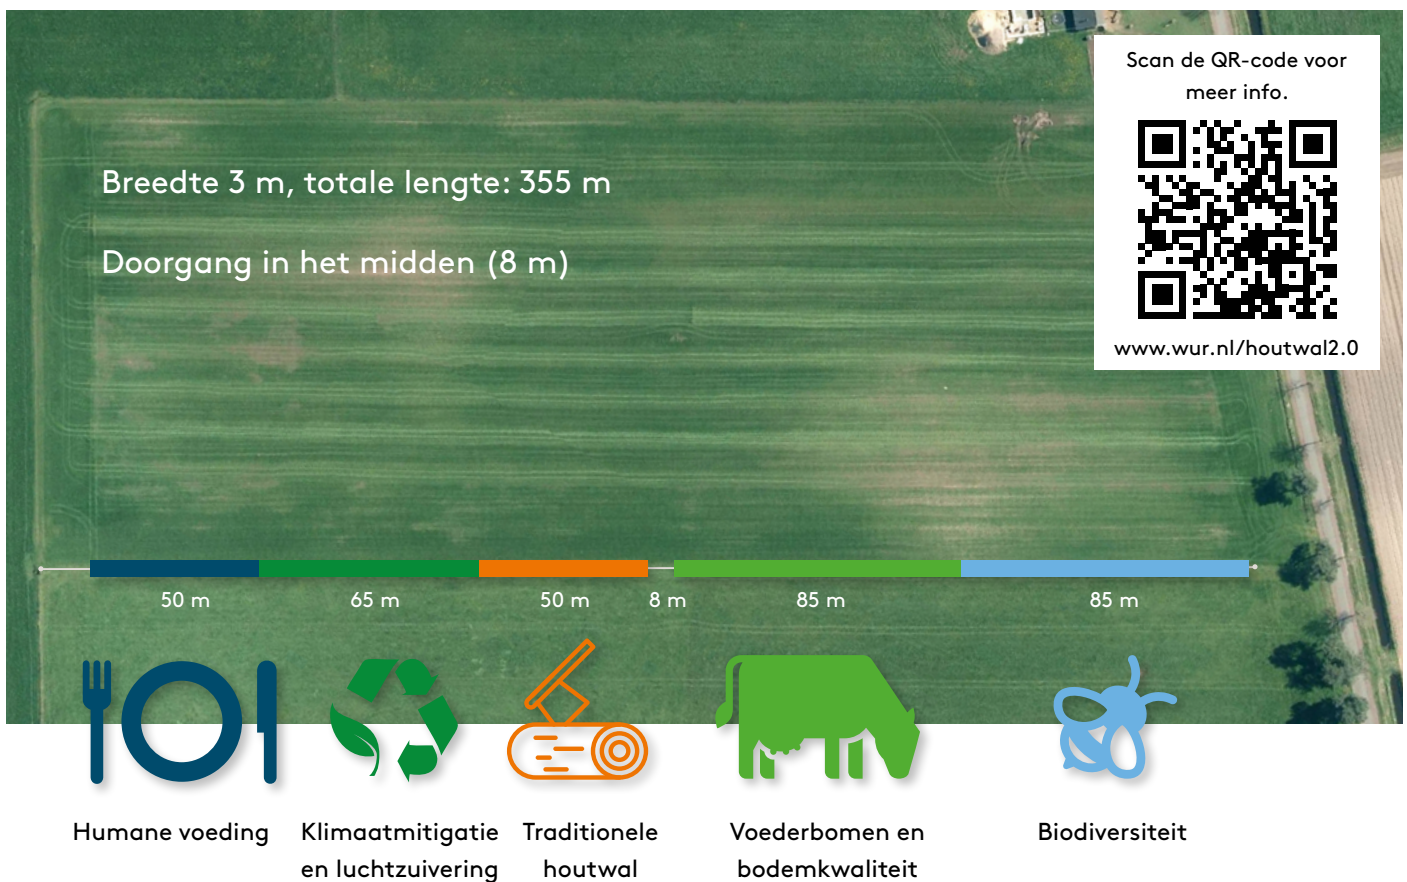 Scan de QR-code voor
meer info.
www.wur.nl/houtwal2.0
Breedte 3 m, totale lengte: 355 m
Doorgang in het midden (8 m)
50 m
65 m
50 m
8 m
85 m
85 m
Humane voeding
Klimaatmitigatie
en luchtzuivering
Traditionele
houtwal
Voederbomen en
bodemkwaliteit
Biodiversiteit